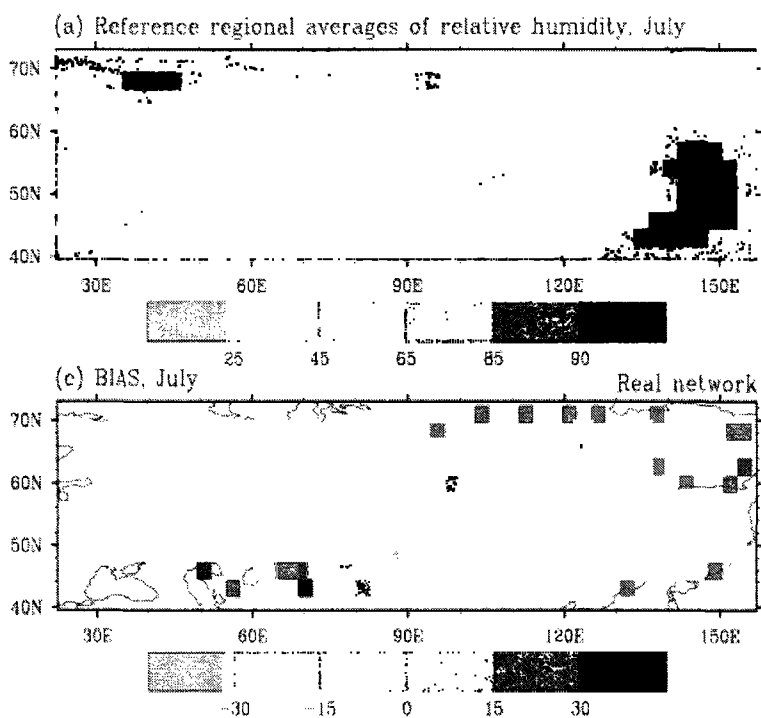 (a) Reference regional averages of relative humidity, July
70N
60N
50N
40N
30E 60E 90E 120E 150E
25 45 65 85 90
(c) BIAS, July Real network
70N
60N
50N
40N
30E 60E 90E 120E 150E
-30 -15 0 15 30